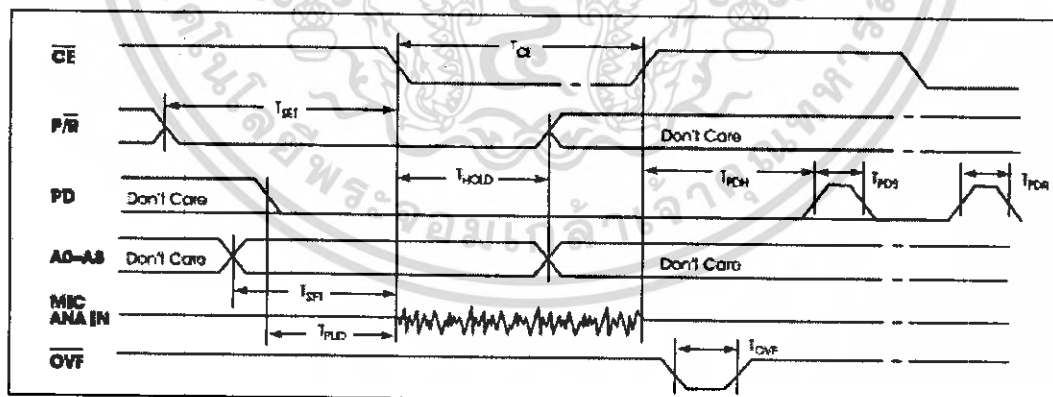 CE T_CE
P/R T_SET Don't Care
T_HOLD T_PDH T_PDS T_PDR
PD Don't Care
A0–A8 Don't Care Don't Care
T_SET
MIC
ANA IN
T_PUD
OVF T_OVF